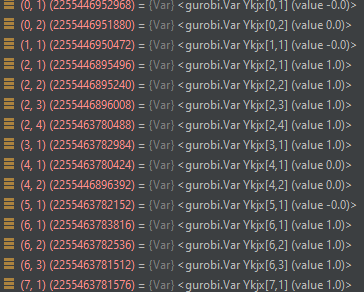 (0, 1) (2255446952968) = {Var} <gurobi.Var Ykjx[0,1] (value -0.0)>
(0, 2) (2255446951880) = {Var} <gurobi.Var Ykjx[0,2] (value 0.0)>
(1, 1) (2255446950472) = {Var} <gurobi.Var Ykjx[1,1] (value -0.0)>
(2, 1) (2255446895496) = {Var} <gurobi.Var Ykjx[2,1] (value 1.0)>
(2, 2) (2255446895240) = {Var} <gurobi.Var Ykjx[2,2] (value 1.0)>
(2, 3) (2255446896008) = {Var} <gurobi.Var Ykjx[2,3] (value 1.0)>
(2, 4) (2255463780488) = {Var} <gurobi.Var Ykjx[2,4] (value 1.0)>
(3, 1) (2255463782984) = {Var} <gurobi.Var Ykjx[3,1] (value 1.0)>
(4, 1) (2255463780424) = {Var} <gurobi.Var Ykjx[4,1] (value 0.0)>
(4, 2) (2255446896392) = {Var} <gurobi.Var Ykjx[4,2] (value 0.0)>
(5, 1) (2255463782152) = {Var} <gurobi.Var Ykjx[5,1] (value -0.0)>
(6, 1) (2255463783816) = {Var} <gurobi.Var Ykjx[6,1] (value 1.0)>
(6, 2) (2255463782536) = {Var} <gurobi.Var Ykjx[6,2] (value 1.0)>
(6, 3) (2255463781512) = {Var} <gurobi.Var Ykjx[6,3] (value 1.0)>
(7, 1) (2255463781576) = {Var} <gurobi.Var Ykjx[7,1] (value 1.0)>